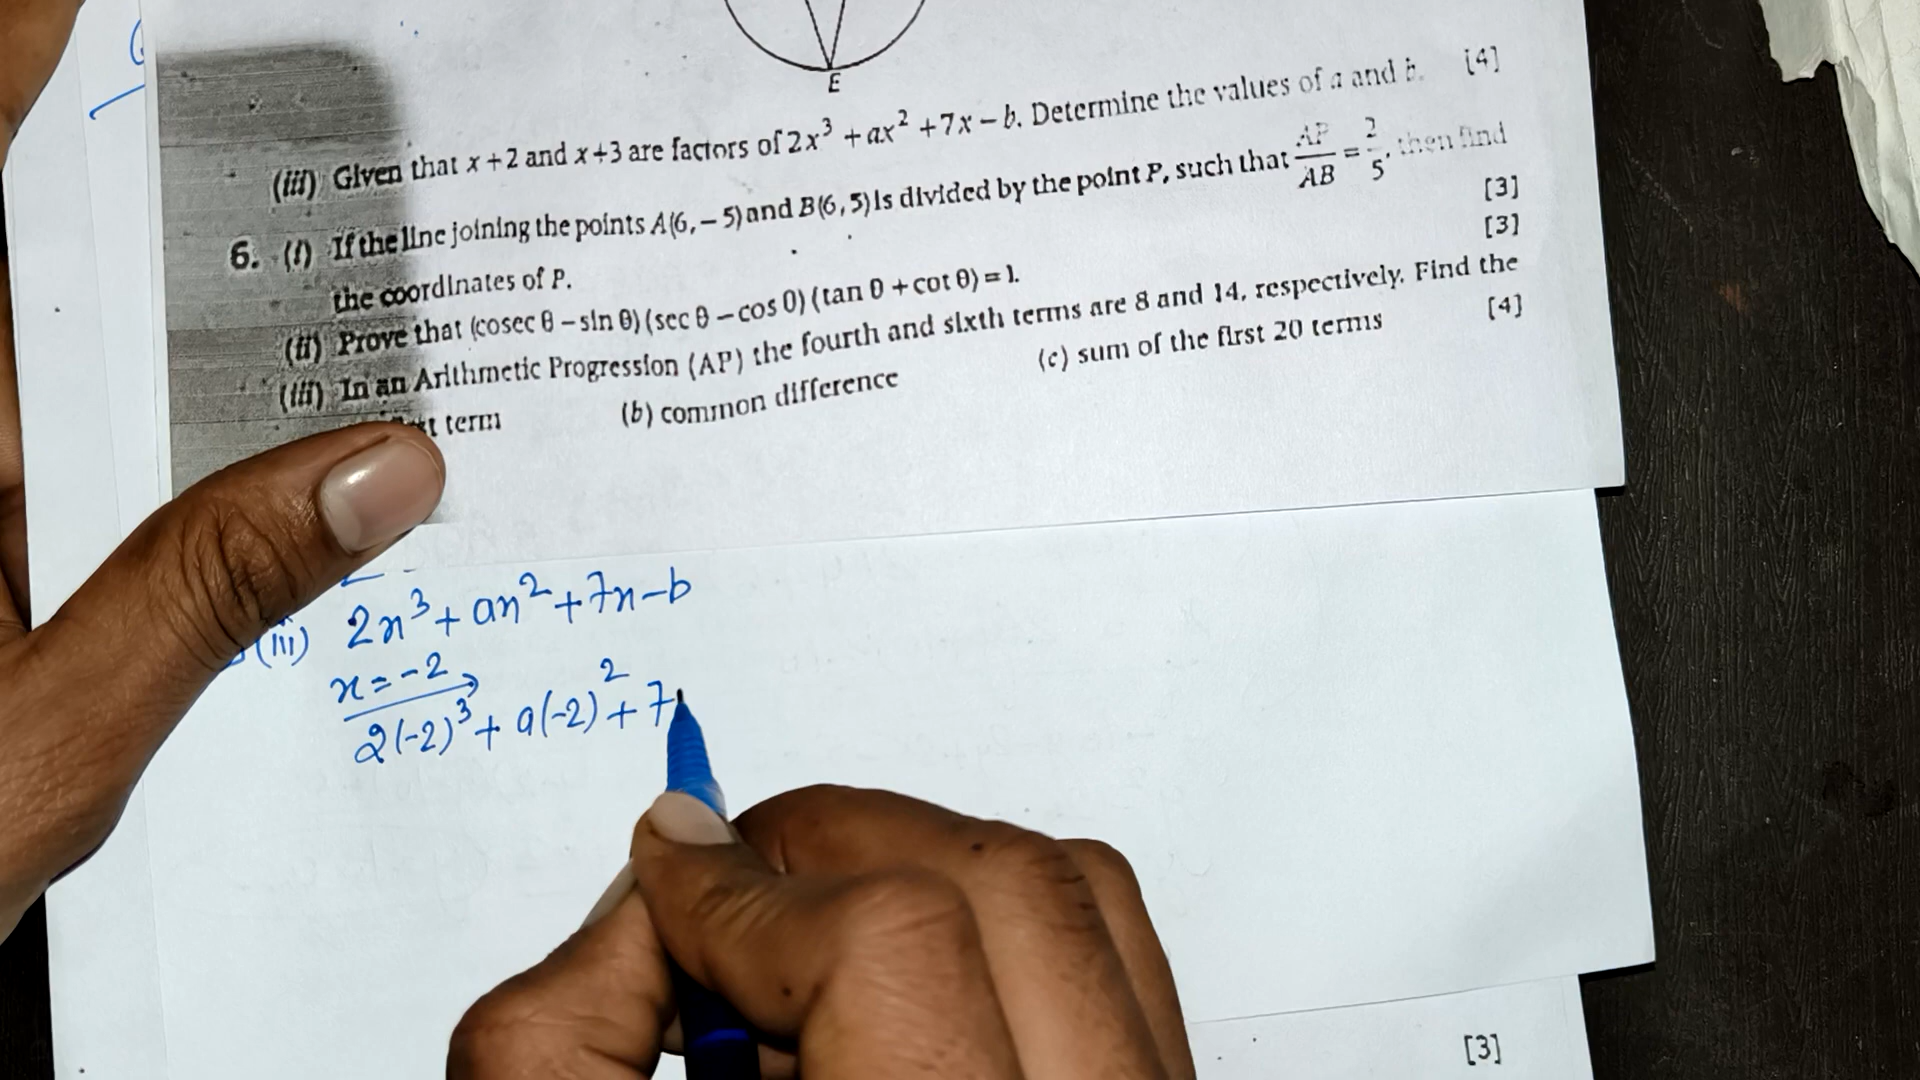 E
(iii) Given that x+2 and x+3 are factors of 2x³ + ax² + 7x – b. Determine the values of a and b. [4]
6. (i) If the line joining the points A(6, – 5) and B(6, 5) is divided by the point P, such that AP/AB = 2/5, then find
the coordinates of P. [3]
(ii) Prove that (cosec θ – sin θ) (sec θ – cos θ) (tan θ + cot θ) = 1. [3]
(iii) In an Arithmetic Progression (AP) the fourth and sixth terms are 8 and 14, respectively. Find the
term (b) common difference (c) sum of the first 20 terms [4]
(iii) 2x³ + ax² + 7x – b
x = -2
2(-2)³ + a(-2)² + 7
[3]